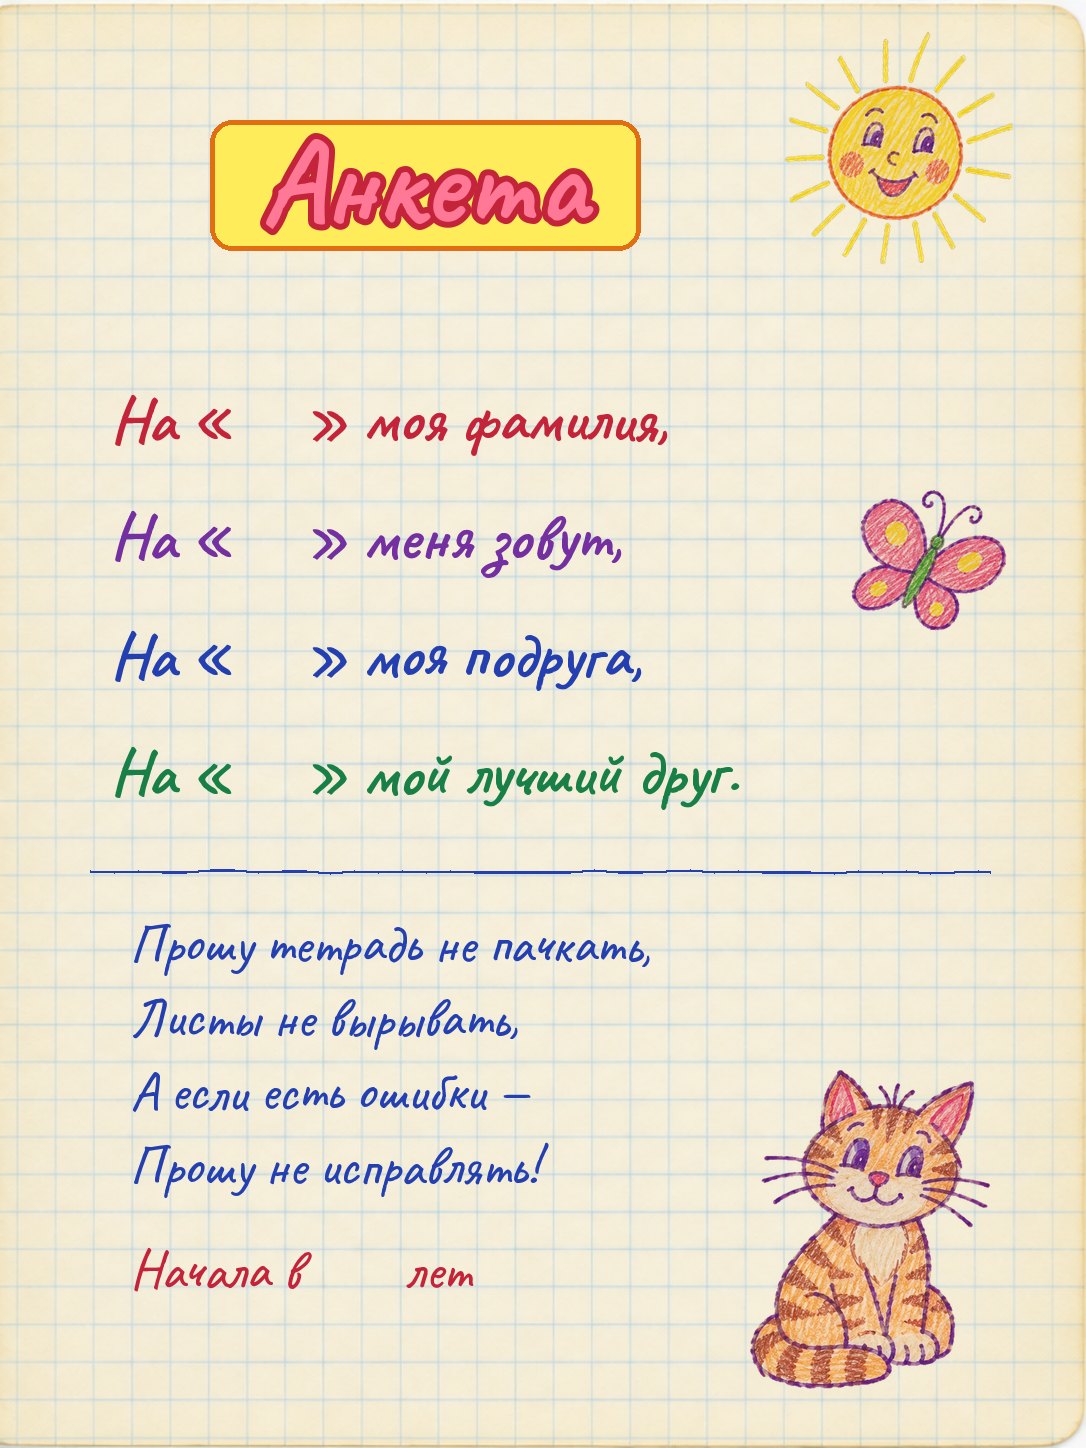 Анкета
На « » моя фамилия,
На « » меня зовут,
На « » моя подруга,
На « » мой лучший друг.
Прошу тетрадь не пачкать,
Листы не вырывать,
А если есть ошибки —
Прошу не исправлять!
Начала в лет